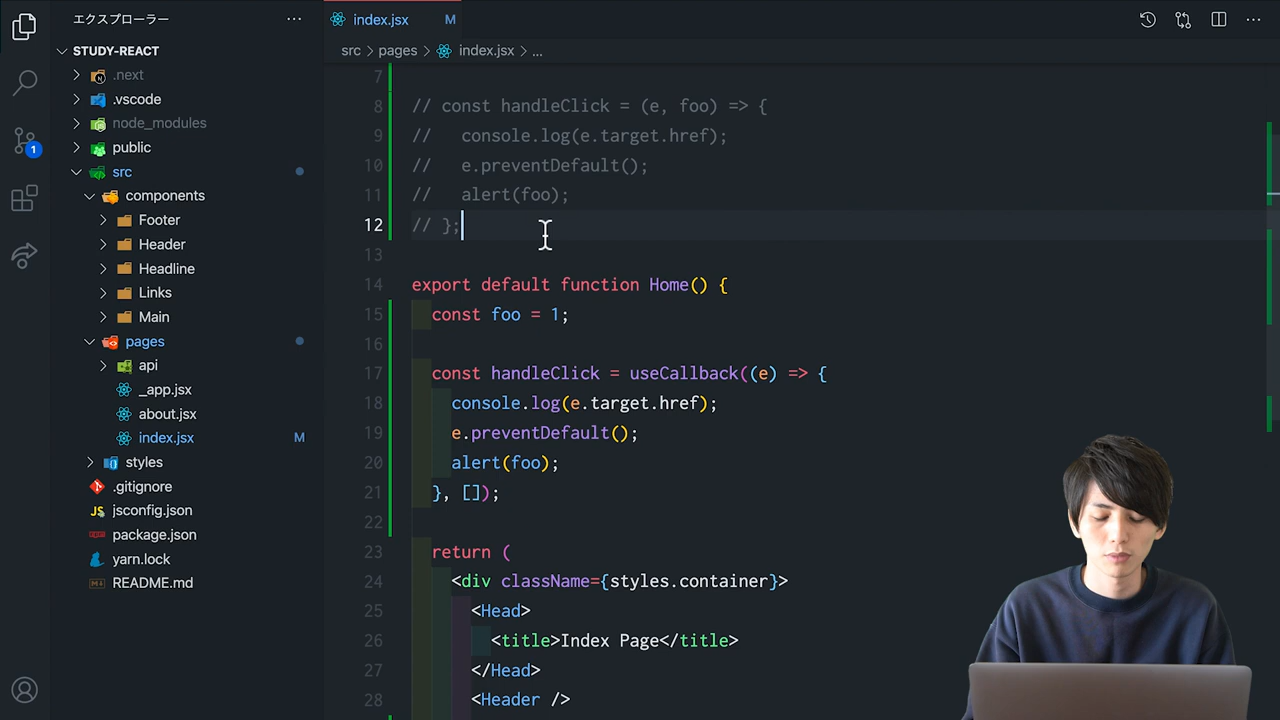 エクスプローラー
STUDY-REACT
.next
.vscode
node_modules
public
src
components
Footer
Header
Headline
Links
Main
pages
api
_app.jsx
about.jsx
index.jsx M
styles
.gitignore
JS jsconfig.json
package.json
yarn.lock
README.md
1
index.jsx M
src > pages > index.jsx > ...
7
8 // const handleClick = (e, foo) => {
9 //   console.log(e.target.href);
10 //   e.preventDefault();
11 //   alert(foo);
12 // };
13
14 export default function Home() {
15   const foo = 1;
16
17   const handleClick = useCallback((e) => {
18     console.log(e.target.href);
19     e.preventDefault();
20     alert(foo);
21   }, []);
22
23   return (
24     <div className={styles.container}>
25       <Head>
26         <title>Index Page</title>
27       </Head>
28       <Header />